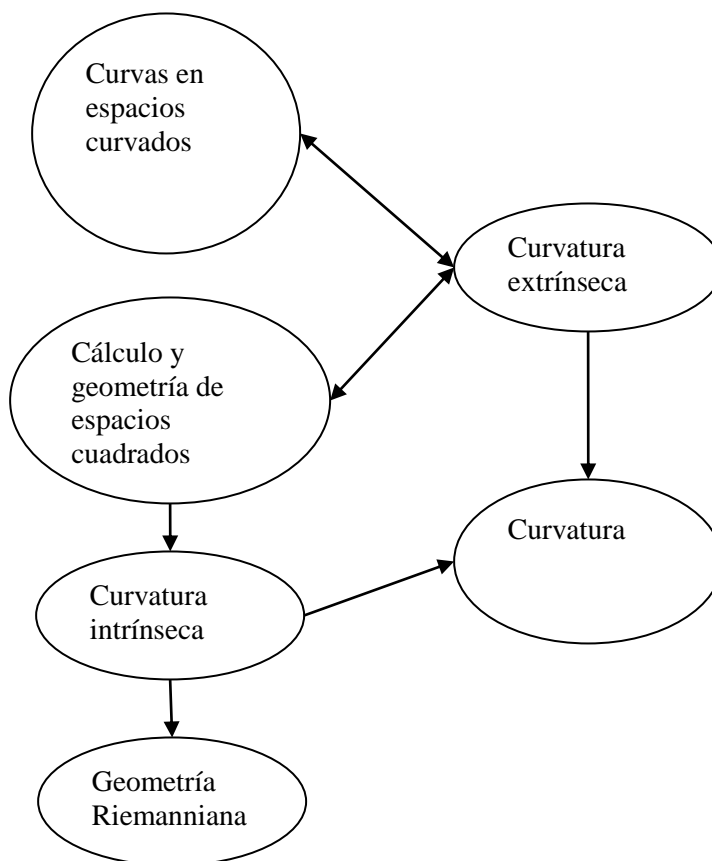 Curvas en
espacios
curvados
Curvatura
extrínseca
Cálculo y
geometría de
espacios
cuadrados
Curvatura
Curvatura
intrínseca
Geometría
Riemanniana